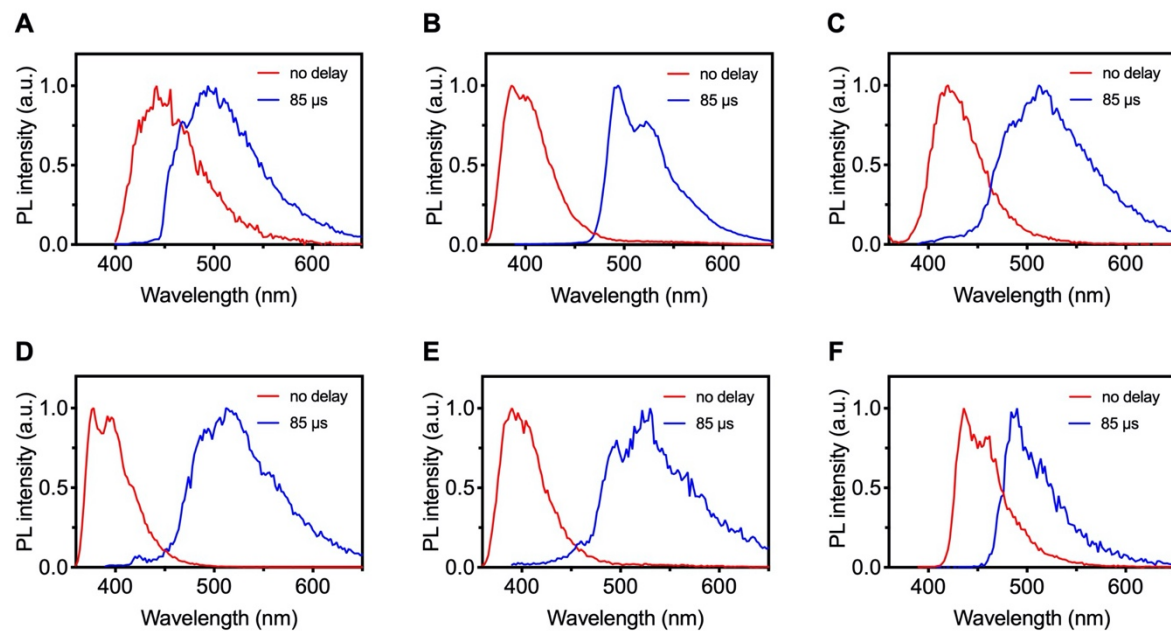 A
PL intensity (a.u.)
1.0
0.5
0.0
no delay
85 µs
400
500
600
Wavelength (nm)
B
PL intensity (a.u.)
1.0
0.5
0.0
no delay
85 µs
400
500
600
Wavelength (nm)
C
PL intensity (a.u.)
1.0
0.5
0.0
no delay
85 µs
400
500
600
Wavelength (nm)
D
PL intensity (a.u.)
1.0
0.5
0.0
no delay
85 µs
400
500
600
Wavelength (nm)
E
PL intensity (a.u.)
1.0
0.5
0.0
no delay
85 µs
400
500
600
Wavelength (nm)
F
PL intensity (a.u.)
1.0
0.5
0.0
no delay
85 µs
400
500
600
Wavelength (nm)